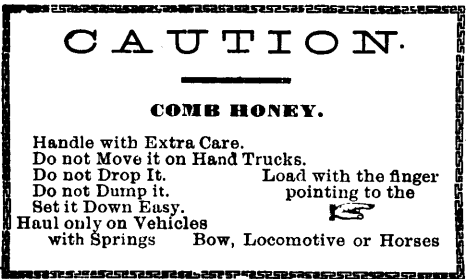 CAUTION.
COMB HONEY.
Handle with Extra Care.
Do not Move it on Hand Trucks.
Do not Drop It.
Do not Dump it.
Set it Down Easy.
Haul only on Vehicles
with Springs
Load with the finger
pointing to the
Bow, Locomotive or Horses